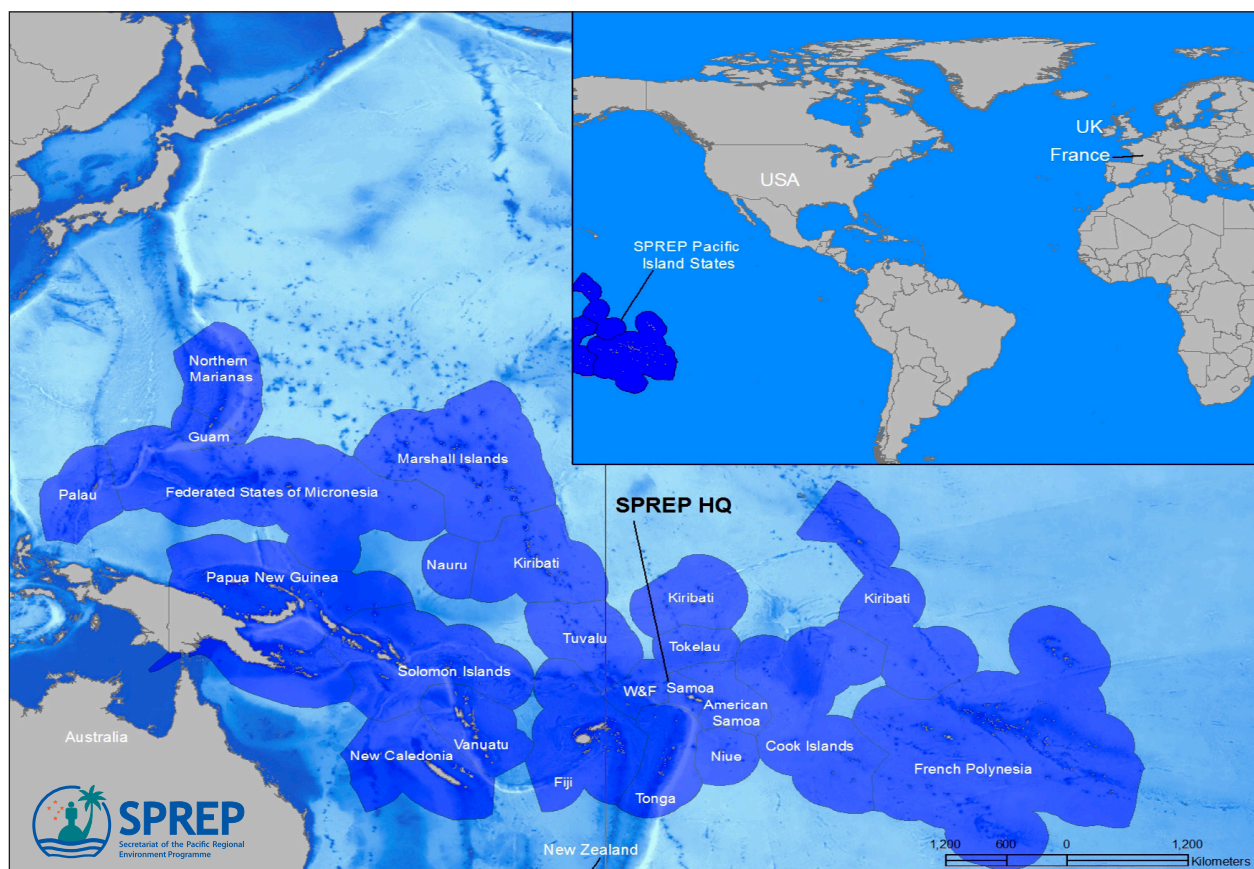 UK
France
USA
SPREP Pacific
Island States
Northern
Marianas
Guam
Marshall Islands
Palau
Federated States of Micronesia
SPREP HQ
Nauru
Kiribati
Papua New Guinea
Kiribati
Kiribati
Tuvalu
Tokelau
Solomon Islands
W&F
Samoa
American
Samoa
Australia
New Caledonia
Vanuatu
Fiji
Niue
Cook Islands
French Polynesia
Tonga
SPREP
Secretariat of the Pacific Regional
Environment Programme
New Zealand
1,200 600 0 1,200
Kilometers